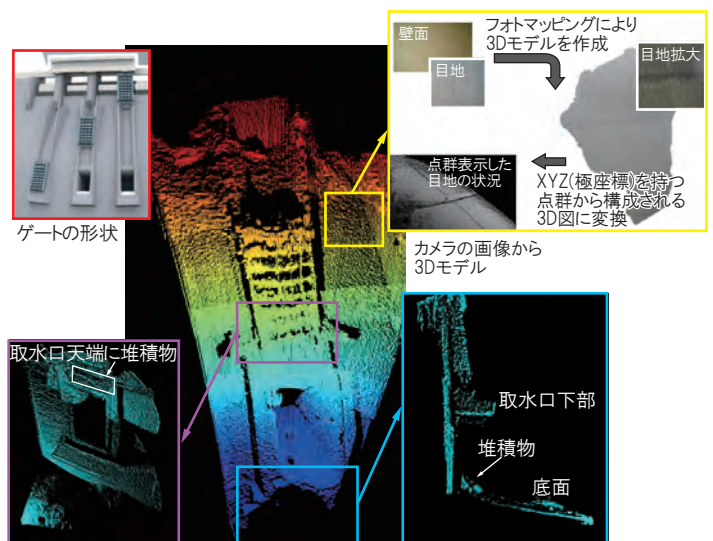 ゲートの形状
フォトマッピングにより
3Dモデルを作成
壁面
目地
目地拡大
点群表示した
目地の状況
XYZ(極座標)を持つ
点群から構成される
3D図に変換
カメラの画像から
3Dモデル
取水口天端に堆積物
取水口下部
堆積物
底面